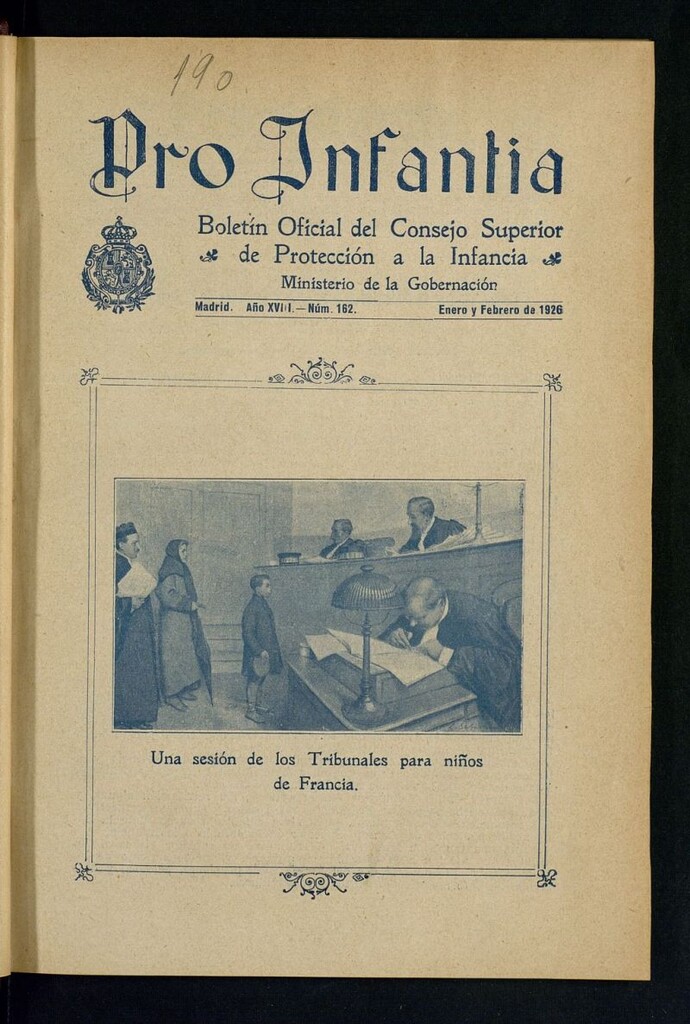 190
Pro Infantia
Boletín Oficial del Consejo Superior
de Protección a la Infancia
Ministerio de la Gobernación
Madrid. Año XVIII.—Núm. 162. Enero y Febrero de 1926
Una sesión de los Tribunales para niños
de Francia.